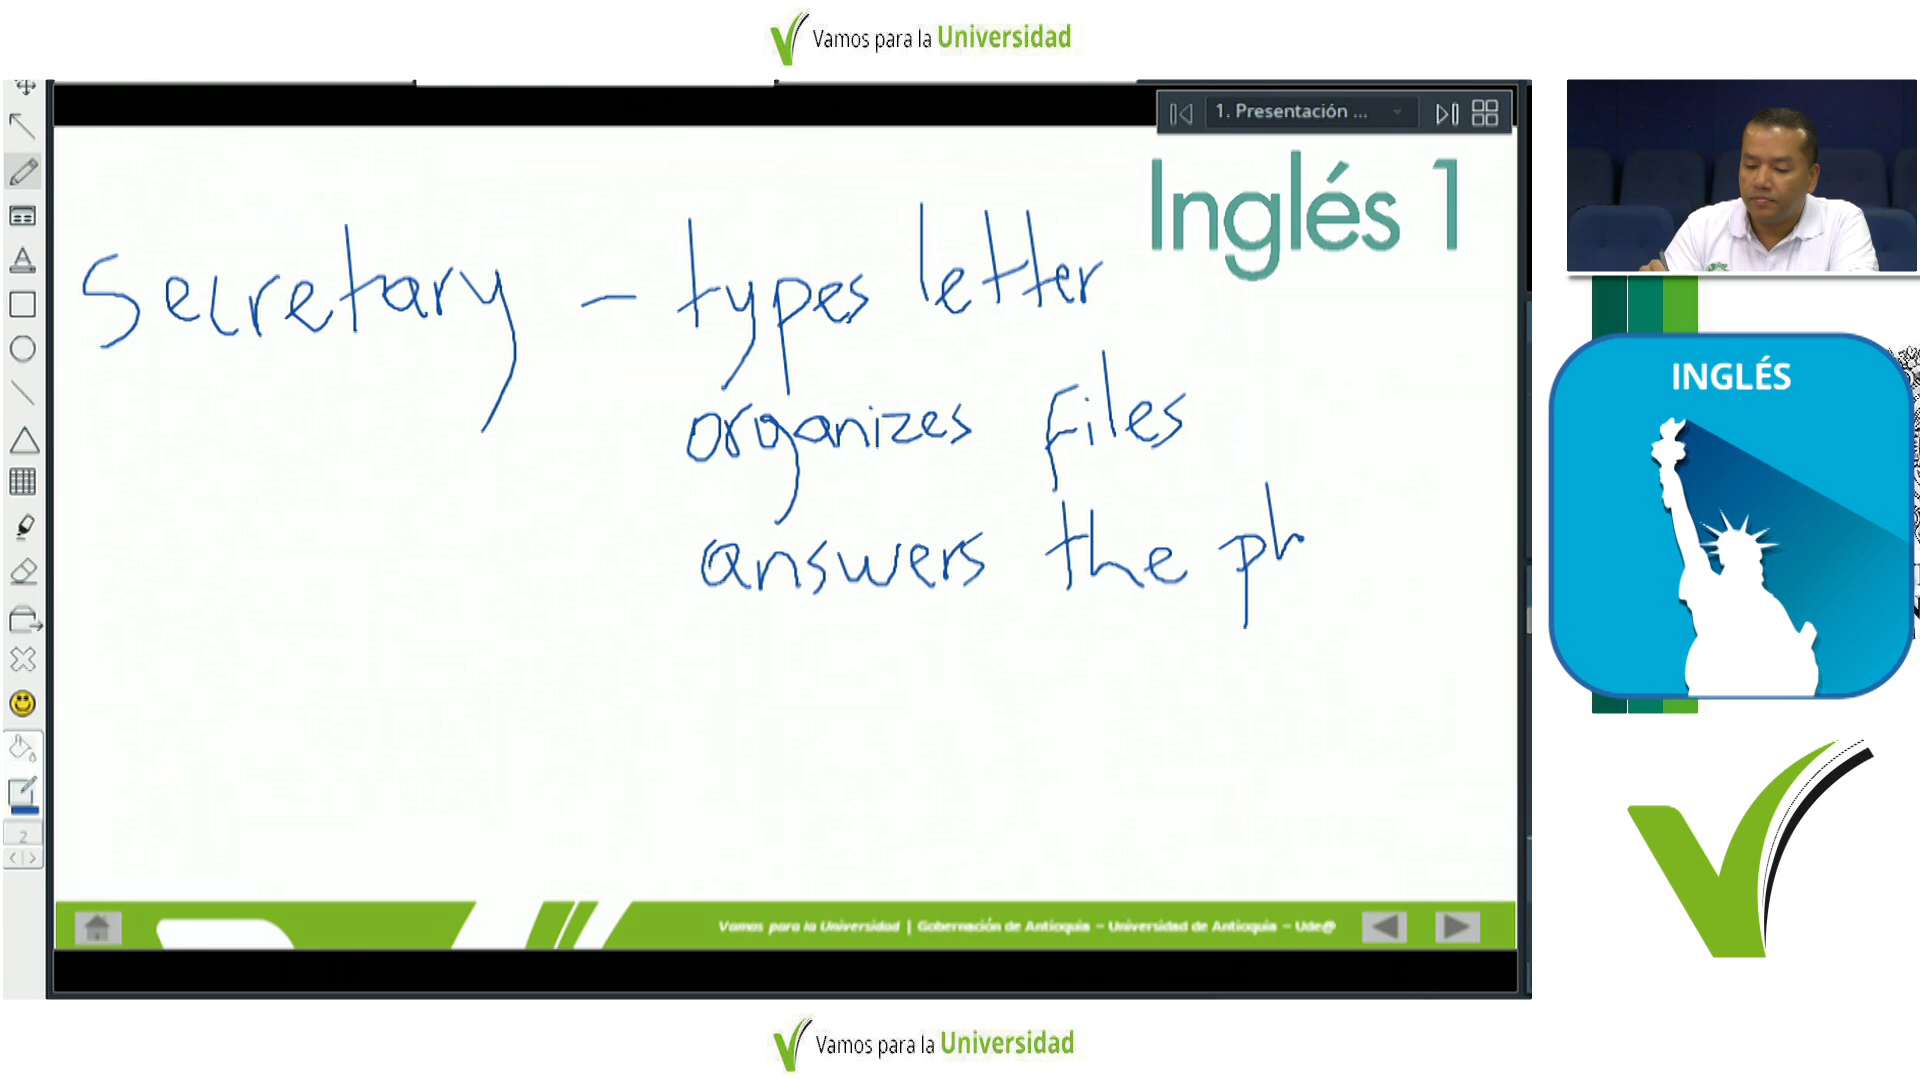 Vamos para la Universidad
1. Presentación ...
Inglés 1
Secretary – types letter
organizes files
answers the ph
INGLÉS
2
Vamos para la Universidad | Gobernación de Antioquia – Universidad de Antioquia – Ude@
Vamos para la Universidad